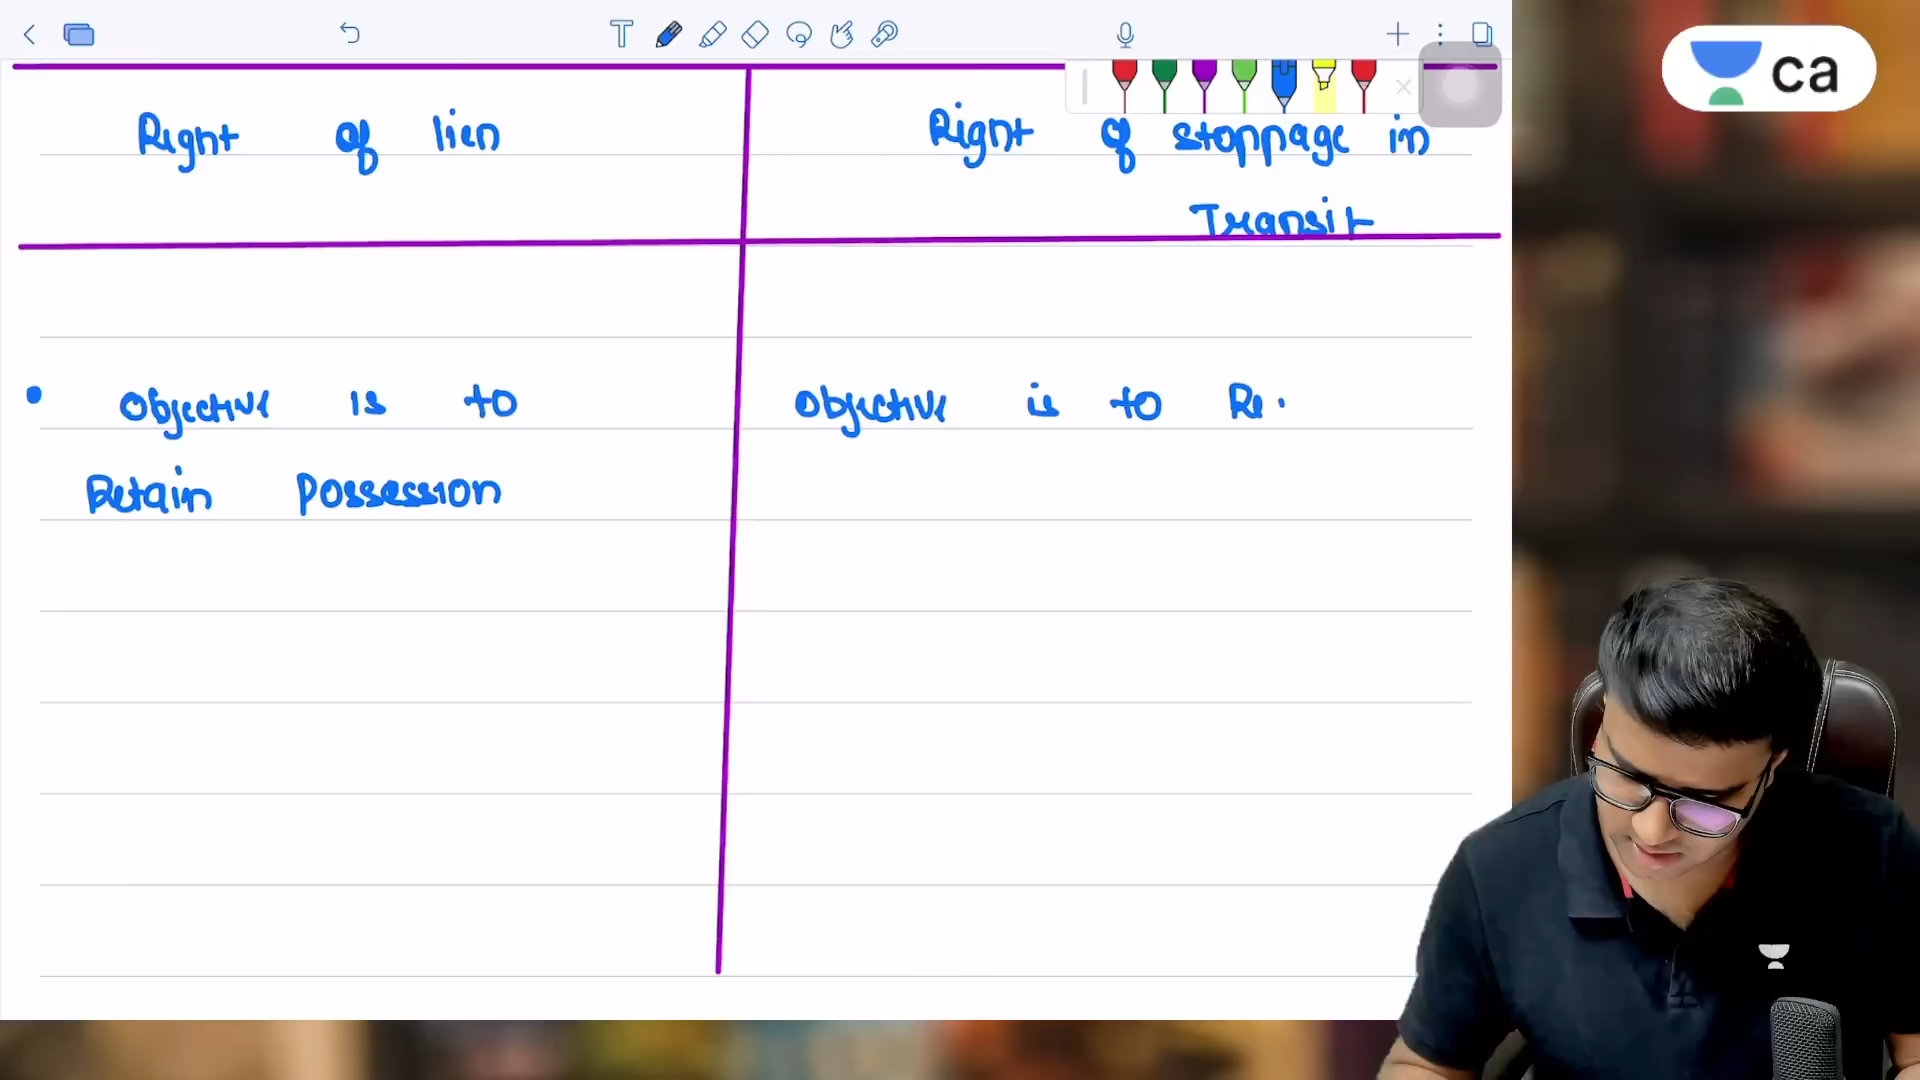 ca
Right of lien
Right of stoppage in
Transit
• Objective is to
Retain possession
Objective is to Re.